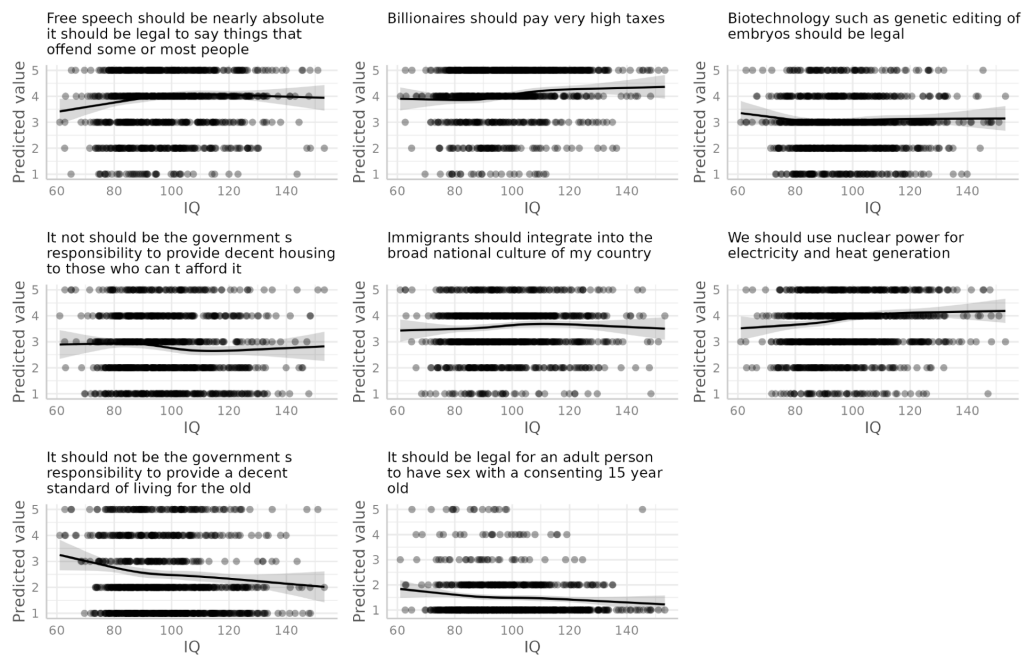 Free speech should be nearly absolute
it should be legal to say things that
offend some or most people
Predicted value
5
4
3
2
1
60 80 100 120 140
IQ
Billionaires should pay very high taxes
Predicted value
5
4
3
2
1
60 80 100 120 140
IQ
Biotechnology such as genetic editing of
embryos should be legal
Predicted value
5
4
3
2
1
60 80 100 120 140
IQ
It not should be the government s
responsibility to provide decent housing
to those who can t afford it
Predicted value
5
4
3
2
1
60 80 100 120 140
IQ
Immigrants should integrate into the
broad national culture of my country
Predicted value
5
4
3
2
1
60 80 100 120 140
IQ
We should use nuclear power for
electricity and heat generation
Predicted value
5
4
3
2
1
60 80 100 120 140
IQ
It should not be the government s
responsibility to provide a decent
standard of living for the old
Predicted value
5
4
3
2
1
60 80 100 120 140
IQ
It should be legal for an adult person
to have sex with a consenting 15 year
old
Predicted value
5
4
3
2
1
60 80 100 120 140
IQ